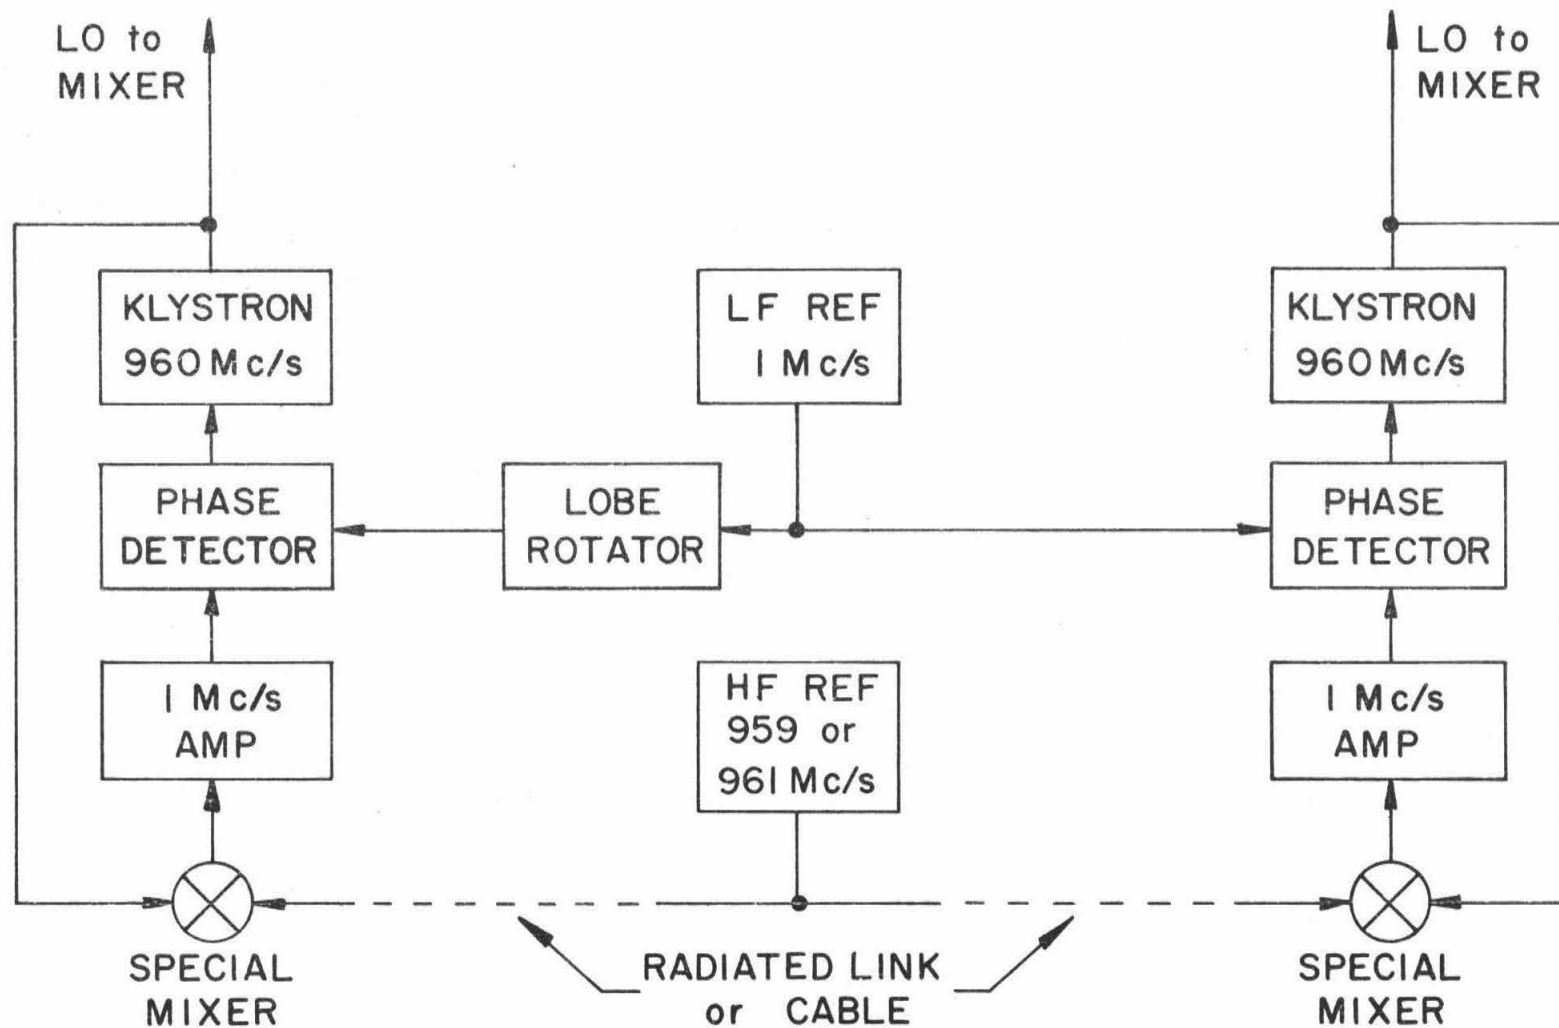 LO to
MIXER
LO to
MIXER
KLYSTRON
960 Mc/s
LF REF
1 Mc/s
KLYSTRON
960 Mc/s
PHASE
DETECTOR
LOBE
ROTATOR
PHASE
DETECTOR
1 Mc/s
AMP
HF REF
959 or
961 Mc/s
1 Mc/s
AMP
SPECIAL
MIXER
RADIATED LINK
or CABLE
SPECIAL
MIXER